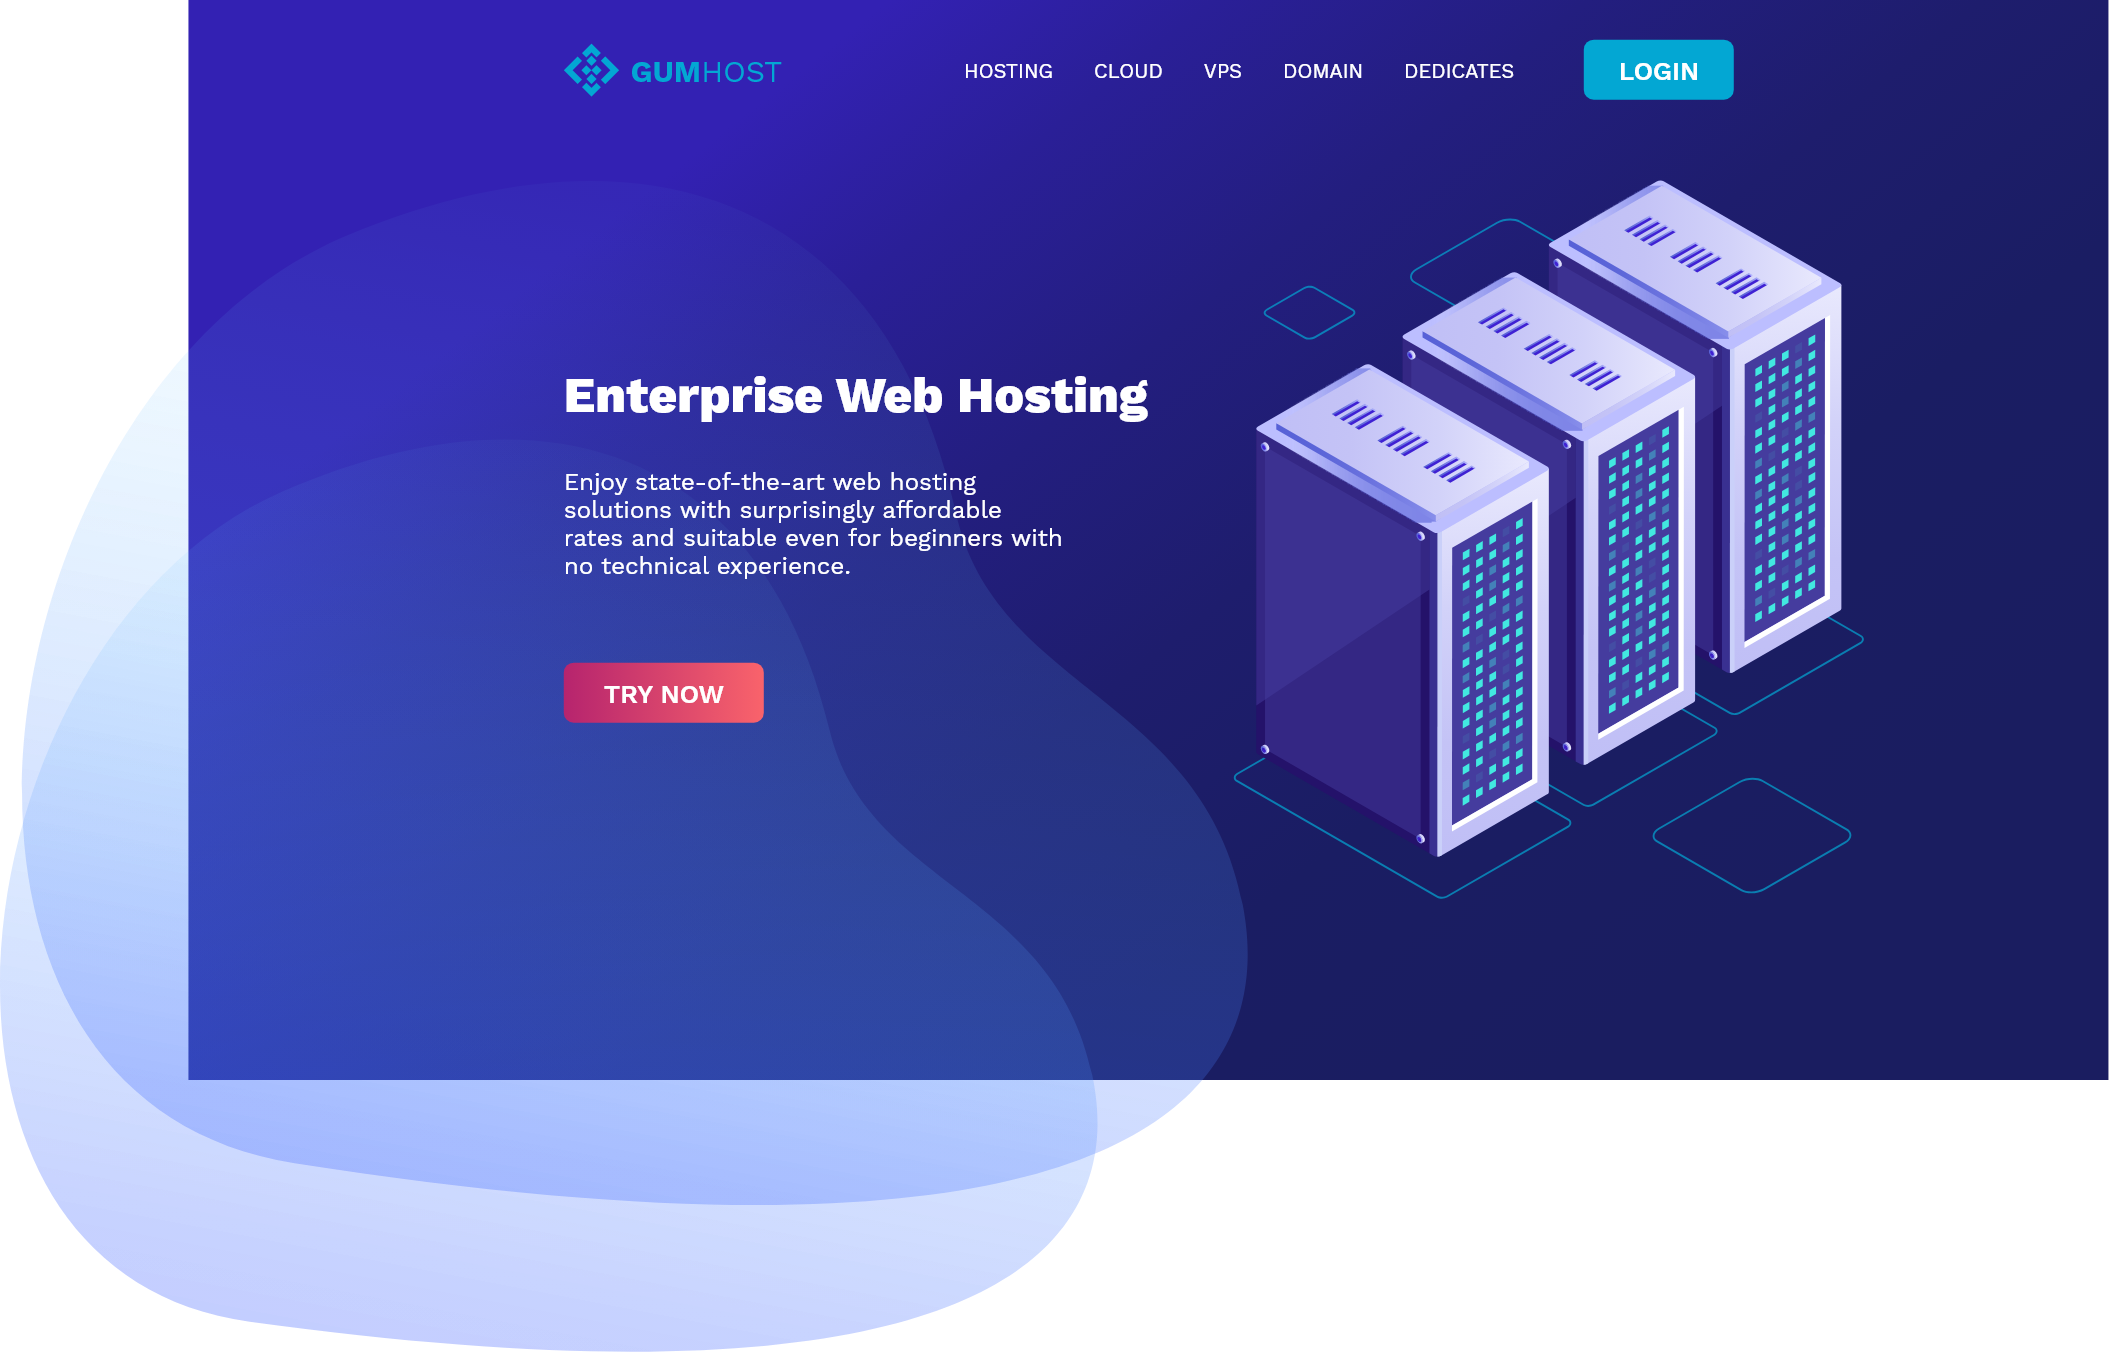 GUMHOST
HOSTING CLOUD VPS DOMAIN DEDICATES LOGIN
Enterprise Web Hosting
Enjoy state-of-the-art web hosting
solutions with surprisingly affordable
rates and suitable even for beginners with
no technical experience.
TRY NOW